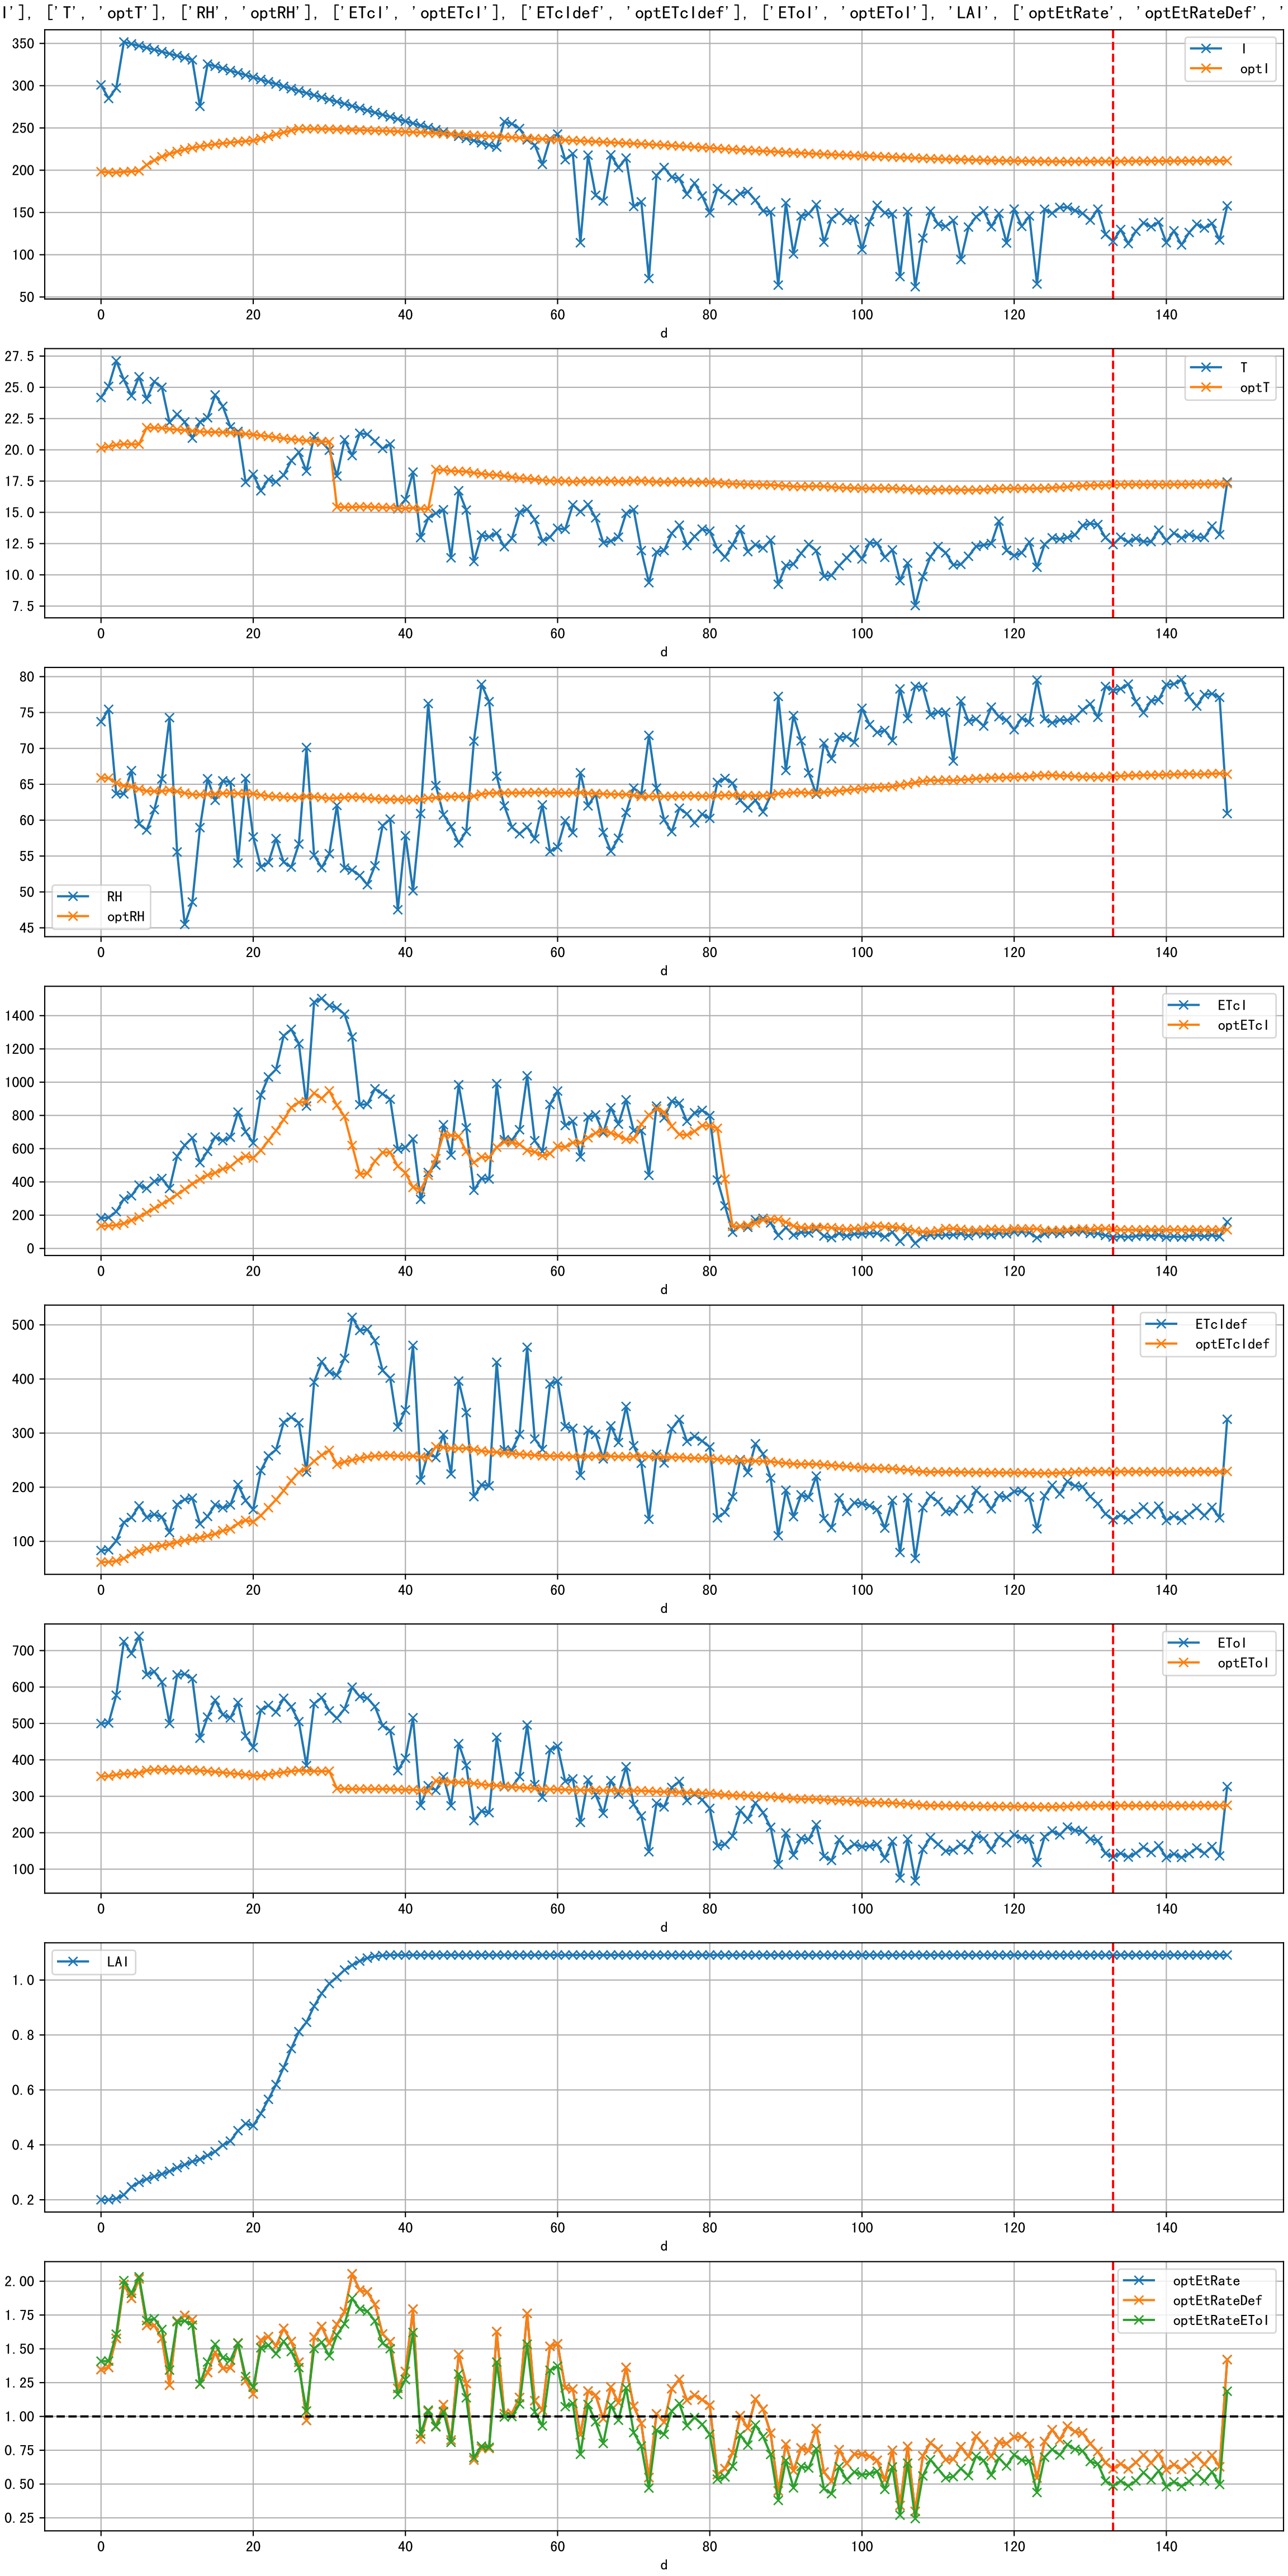 I'], ['T', 'optT'], ['RH', 'optRH'], ['ETcI', 'optETcI'], ['ETcIdef', 'optETcIdef'], ['EToI', 'optEToI'], 'LAI', ['optEtRate', 'optEtRateDef', '
350
300
250
200
150
100
50
I
optI
0 20 40 60 80 100 120 140
d
27.5
25.0
22.5
20.0
17.5
15.0
12.5
10.0
7.5
T
optT
0 20 40 60 80 100 120 140
d
80
75
70
65
60
55
50
45
RH
optRH
0 20 40 60 80 100 120 140
d
1400
1200
1000
800
600
400
200
0
ETcI
optETcI
0 20 40 60 80 100 120 140
d
500
400
300
200
100
ETcIdef
optETcIdef
0 20 40 60 80 100 120 140
d
700
600
500
400
300
200
100
EToI
optEToI
0 20 40 60 80 100 120 140
d
1.0
0.8
0.6
0.4
0.2
LAI
0 20 40 60 80 100 120 140
d
2.00
1.75
1.50
1.25
1.00
0.75
0.50
0.25
optEtRate
optEtRateDef
optEtRateEToI
0 20 40 60 80 100 120 140
d